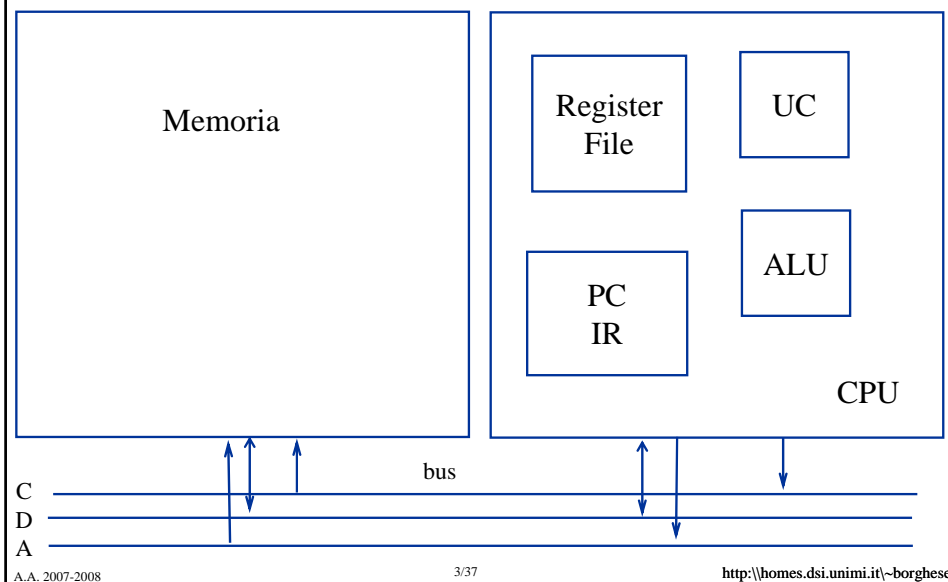 Memoria
Register
File
UC
PC
IR
ALU
CPU
bus
C
D
A
A.A. 2007-2008
3/37
http:\\homes.dsi.unimi.it\~borghese